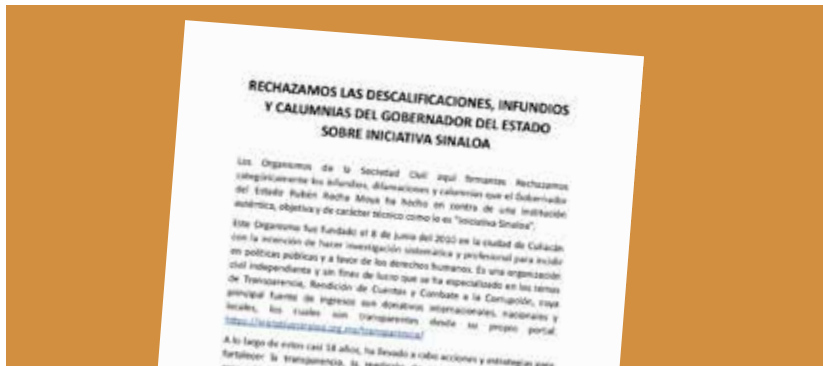 RECHAZAMOS LAS DESCALIFICACIONES, INFUNDIOS
Y CALUMNIAS DEL GOBERNADOR DEL ESTADO
SOBRE INICIATIVA SINALOA
Los Organismos de la Sociedad Civil aquí firmantes Rechazamos
categóricamente los infundios, difamaciones y calumnias que el Gobernador
del Estado Rubén Rocha Moya ha hecho en contra de una institución
auténtica, objetiva y de carácter técnico como lo es "Iniciativa Sinaloa".
Este Organismo fue fundado el 8 de junio del 2010 en la ciudad de Culiacán
con la intención de hacer investigación sistemática y profesional para incidir
en políticas públicas y a favor de los derechos humanos. Es una organización
civil independiente y sin fines de lucro que se ha especializado en los temas
de Transparencia, Rendición de Cuentas y Combate a la Corrupción, cuya
principal fuente de ingresos son donativos internacionales, nacionales y
locales, los cuales son transparentes desde su propio portal.
A lo largo de estos casi 14 años, ha llevado a cabo acciones y estrategias para
fortalecer la transparencia, la